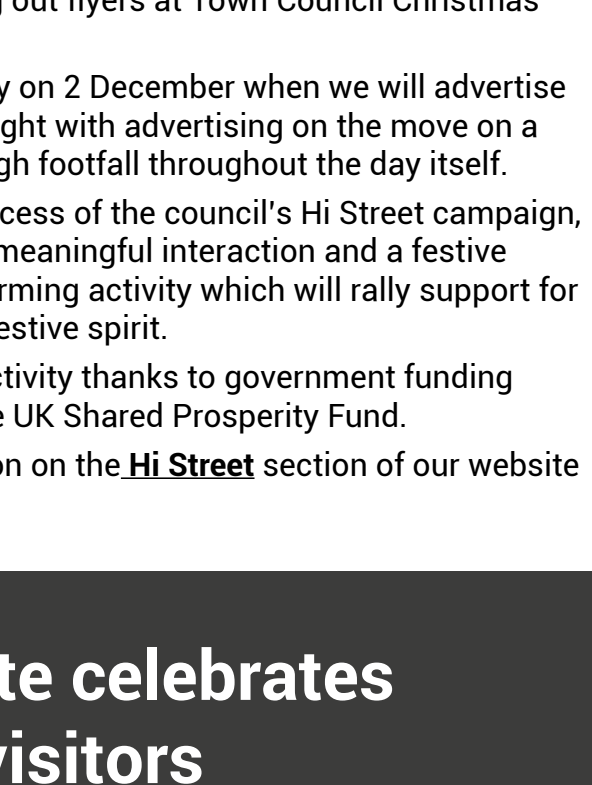 out flyers at Town Council Christmas
y on 2 December when we will advertise
ght with advertising on the move on a
gh footfall throughout the day itself.
cess of the council's Hi Street campaign,
meaningful interaction and a festive
rming activity which will rally support for
estive spirit.
ctivity thanks to government funding
e UK Shared Prosperity Fund.
on on the Hi Street section of our website
te celebrates
visitors